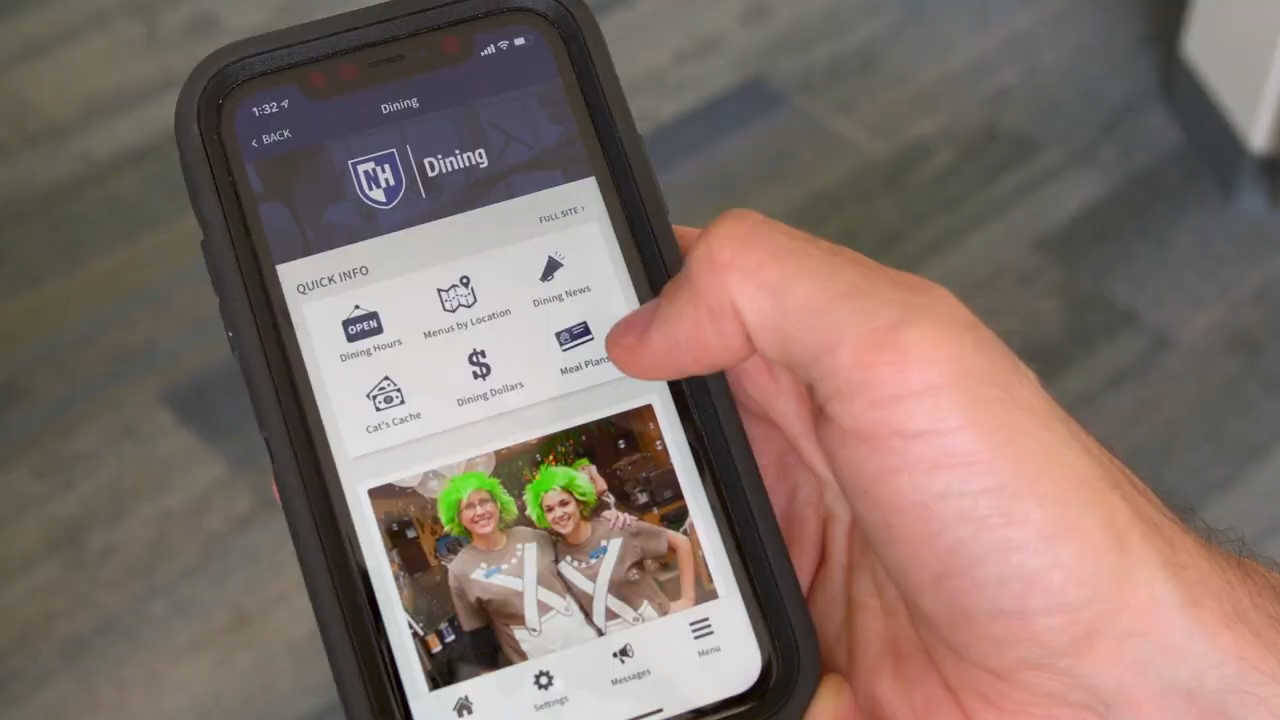 1:32
Dining
BACK
NH Dining
FULL SITE
QUICK INFO
OPEN
Dining Hours
Menus by Location
Dining News
Cat's Cache
$
Dining Dollars
Meal Plans
Settings
Messages
Menu